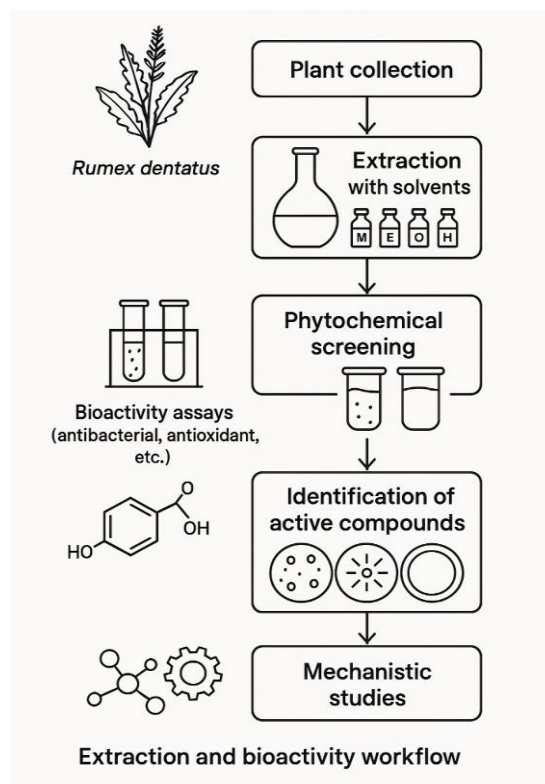 Plant collection
Rumex dentatus
Extraction
with solvents
M E O H
Phytochemical
screening
Bioactivity assays
(antibacterial, antioxidant,
etc.)
Identification of
active compounds
O
OH
HO
Mechanistic
studies
Extraction and bioactivity workflow